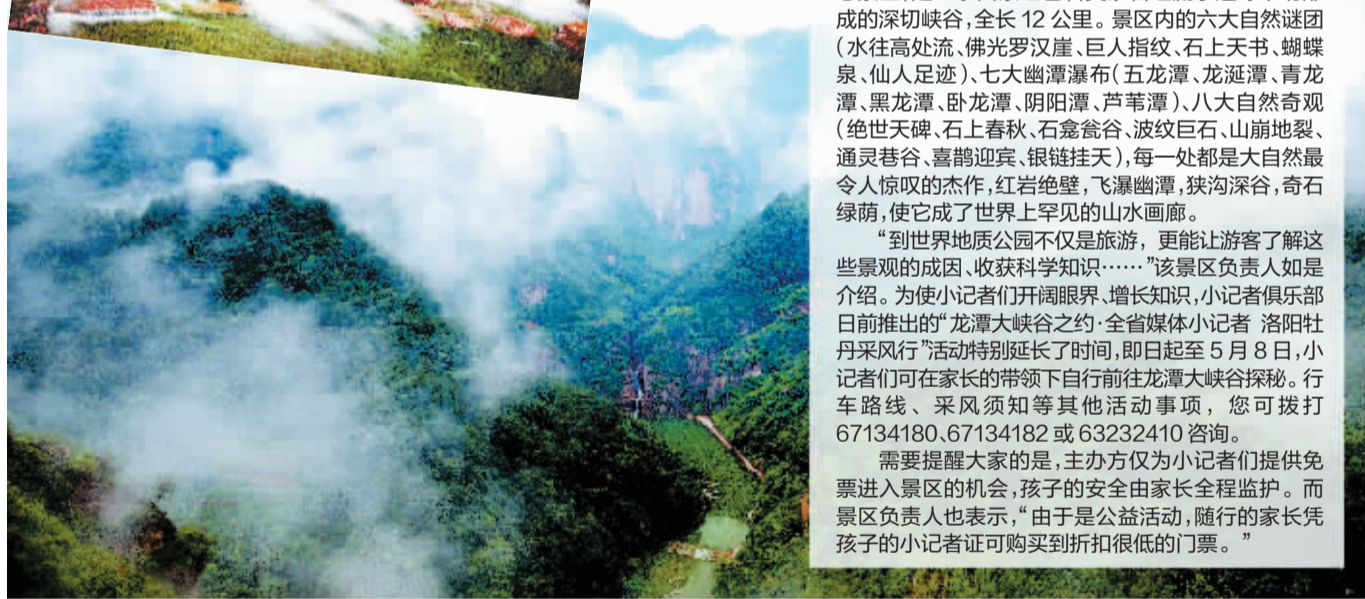 成的深切峡谷,全长 12 公里。景区内的六大自然谜团
(水往高处流、佛光罗汉崖、巨人指纹、石上天书、蝴蝶
泉、仙人足迹)、七大幽潭瀑布(五龙潭、龙涎潭、青龙
潭、黑龙潭、卧龙潭、阴阳潭、芦苇潭)、八大自然奇观
(绝世天碑、石上春秋、石龛瓮谷、波纹巨石、山崩地裂、
通灵巷谷、喜鹊迎宾、银链挂天),每一处都是大自然最
令人惊叹的杰作,红岩绝壁,飞瀑幽潭,狭沟深谷,奇石
绿荫,使它成了世界上罕见的山水画廊。
“到世界地质公园不仅是旅游，更能让游客了解这
些景观的成因、收获科学知识……”该景区负责人如是
介绍。为使小记者们开阔眼界、增长知识,小记者俱乐部
日前推出的“龙潭大峡谷之约·全省媒体小记者 洛阳牡
丹采风行”活动特别延长了时间,即日起至 5 月 8 日,小
记者们可在家长的带领下自行前往龙潭大峡谷探秘。行
车路线、采风须知等其他活动事项，您可拨打
67134180、67134182 或 63232410 咨询。
需要提醒大家的是,主办方仅为小记者们提供免
票进入景区的机会,孩子的安全由家长全程监护。而
景区负责人也表示,“由于是公益活动,随行的家长凭
孩子的小记者证可购买到折扣很低的门票。”